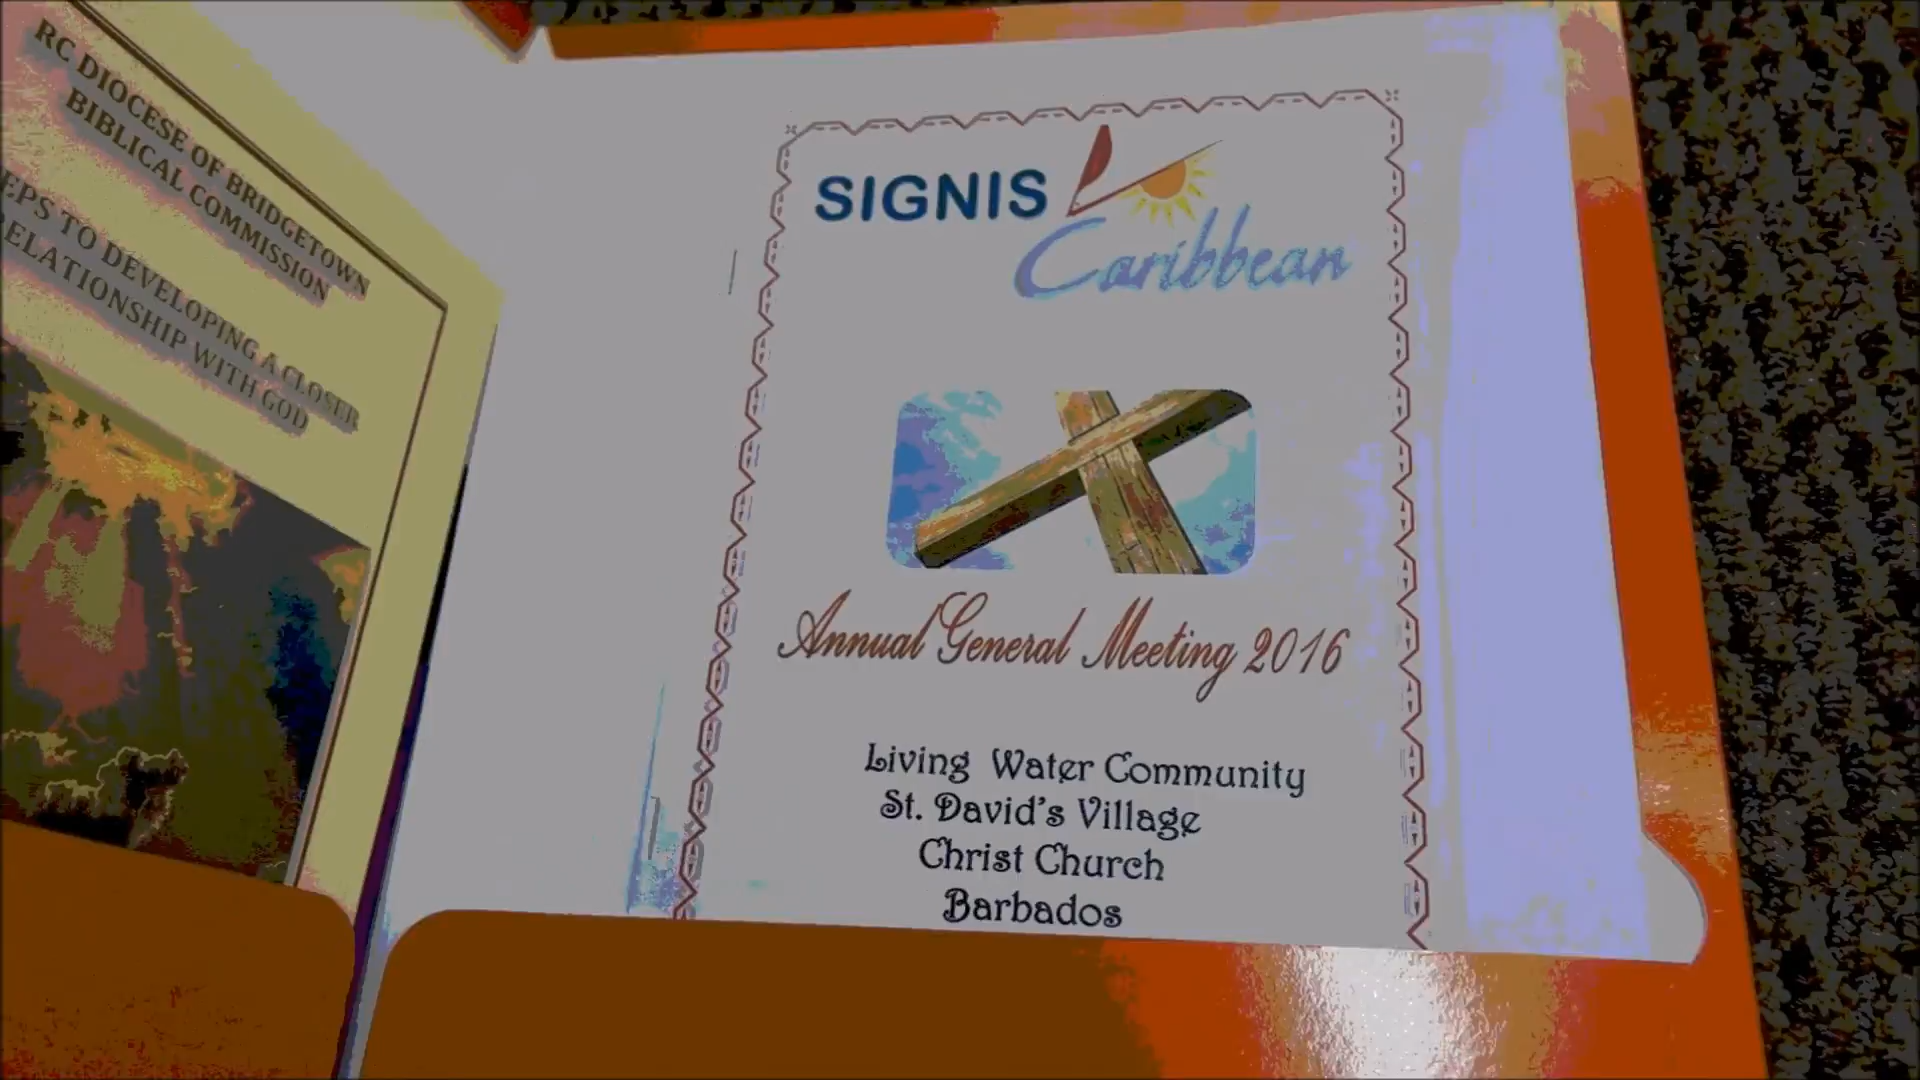 RC DIOCESE OF BRIDGETOWN
BIBLICAL COMMISSION
TO DEVELOPING A CLOSER
RELATIONSHIP WITH GOD
SIGNIS
Caribbean
Annual General Meeting 2016
Living Water Community
St. David's Village
Christ Church
Barbados